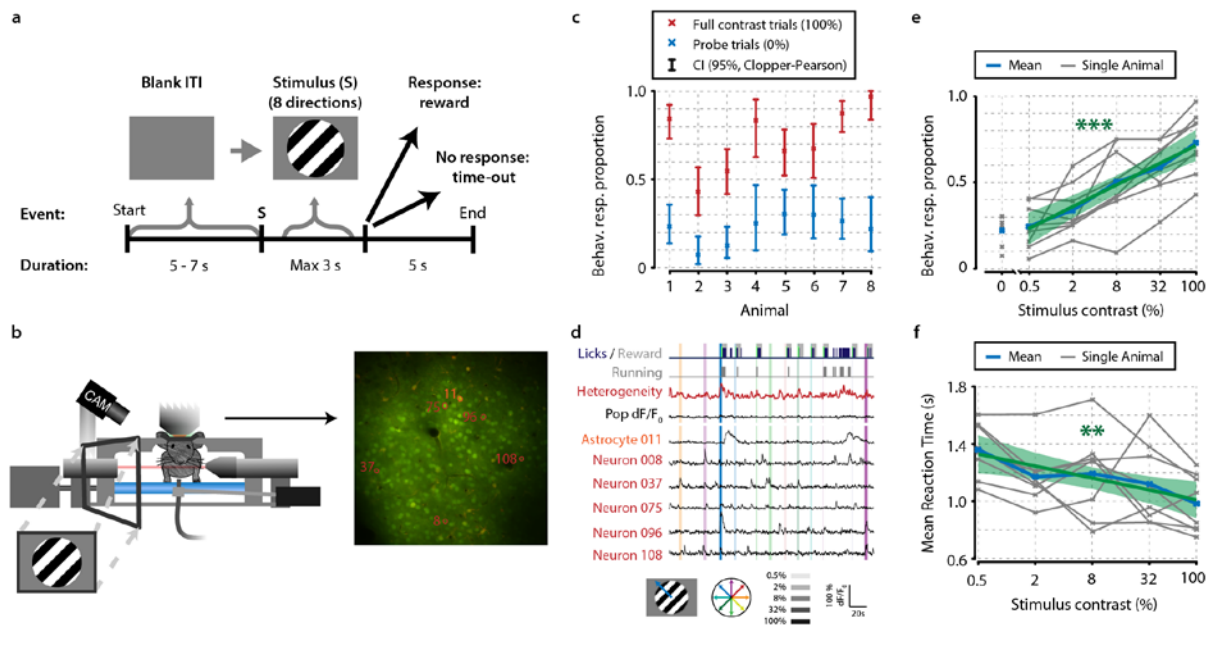 a
Blank ITI
Stimulus (S)
(8 directions)
Response:
reward
No response:
time-out
Event:
Start
S
End
Duration:
5 - 7 s
Max 3 s
5 s
b
CAM
11
96
37
108
8
c
Full contrast trials (100%)
Probe trials (0%)
CI (95%, Clopper-Pearson)
Behav. resp. proportion
1.0
0.5
0
1 2 3 4 5 6 7 8
Animal
d
Licks / Reward
Running
Heterogeneity
Pop dF/F0
Astrocyte 011
Neuron 008
Neuron 037
Neuron 075
Neuron 096
Neuron 108
0.5%
2%
8%
32%
100%
100 %
dF/F0
20s
e
Mean Single Animal
Behav. resp. proportion
1.0
0.5
0
***
0 0.5 2 8 32 100
Stimulus contrast (%)
f
Mean Single Animal
Mean Reaction Time (s)
1.8
1.4
1.0
0.6
**
0.5 2 8 32 100
Stimulus contrast (%)